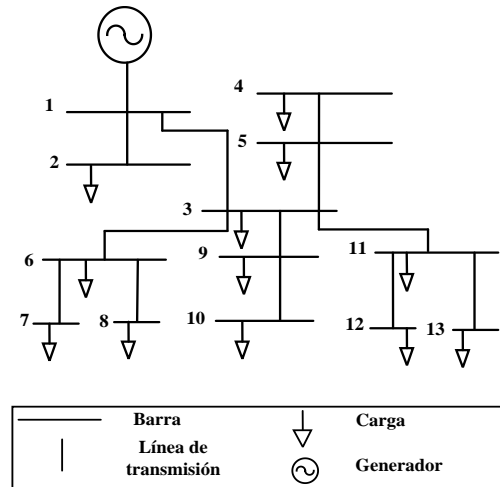 1
4
2
5
3
6
9
11
7
8
10
12
13
Barra
Carga
Línea de
transmisión
Generador